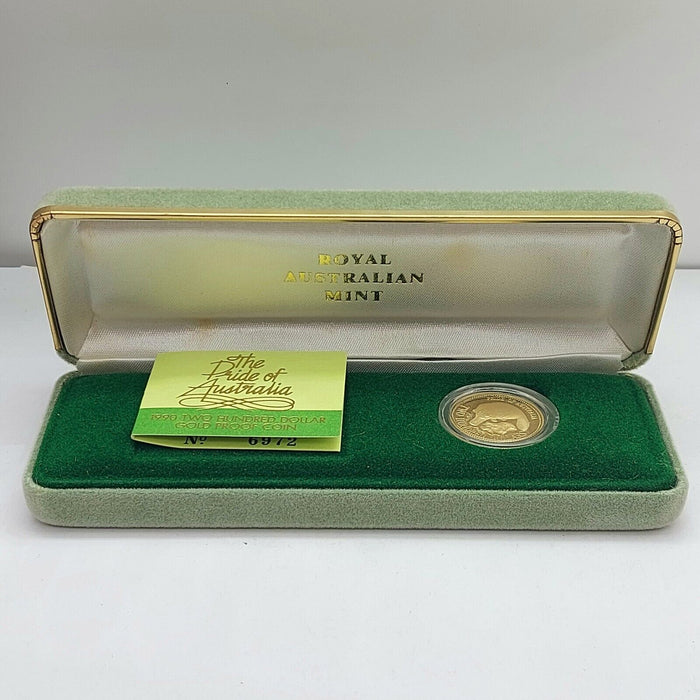 ROYAL
AUSTRALIAN
MINT
The
Pride of
Australia
1990 TWO HUNDRED DOLLAR
GOLD PROOF COIN
Nº 6972